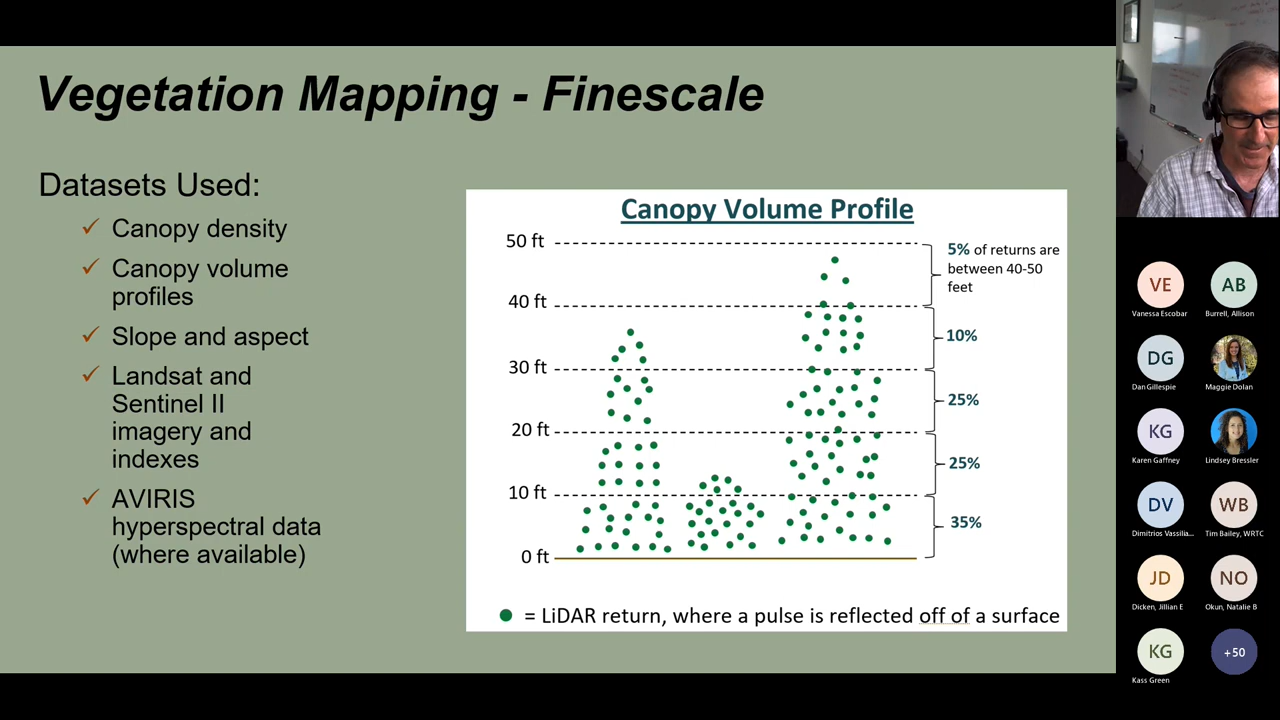 Vegetation Mapping - Finescale
Datasets Used:
✓ Canopy density
✓ Canopy volume
profiles
✓ Slope and aspect
✓ Landsat and
Sentinel II
imagery and
indexes
✓ AVIRIS
hyperspectral data
(where available)
Canopy Volume Profile
50 ft
40 ft
30 ft
20 ft
10 ft
0 ft
5% of returns are
between 40-50
feet
10%
25%
25%
35%
= LiDAR return, where a pulse is reflected off of a surface
VE
Vanessa Escobar
AB
Burrell, Allison
DG
Dan Gillespie
Maggie Dolan
KG
Karen Gaffney
Lindsey Bressler
DV
Dimitrios Vassilia...
WB
Tim Bailey, WRTC
JD
Dicken, Jillian E
NO
Okun, Natalie B
KG
Kass Green
+50